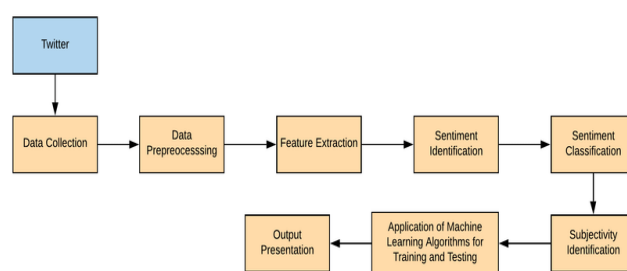 Twitter
Data Collection
Data
Prepreocesssing
Feature Extraction
Sentiment
Identification
Sentiment
Classification
Subjectivity
Identification
Application of Machine
Learning Algorithms for
Training and Testing
Output
Presentation